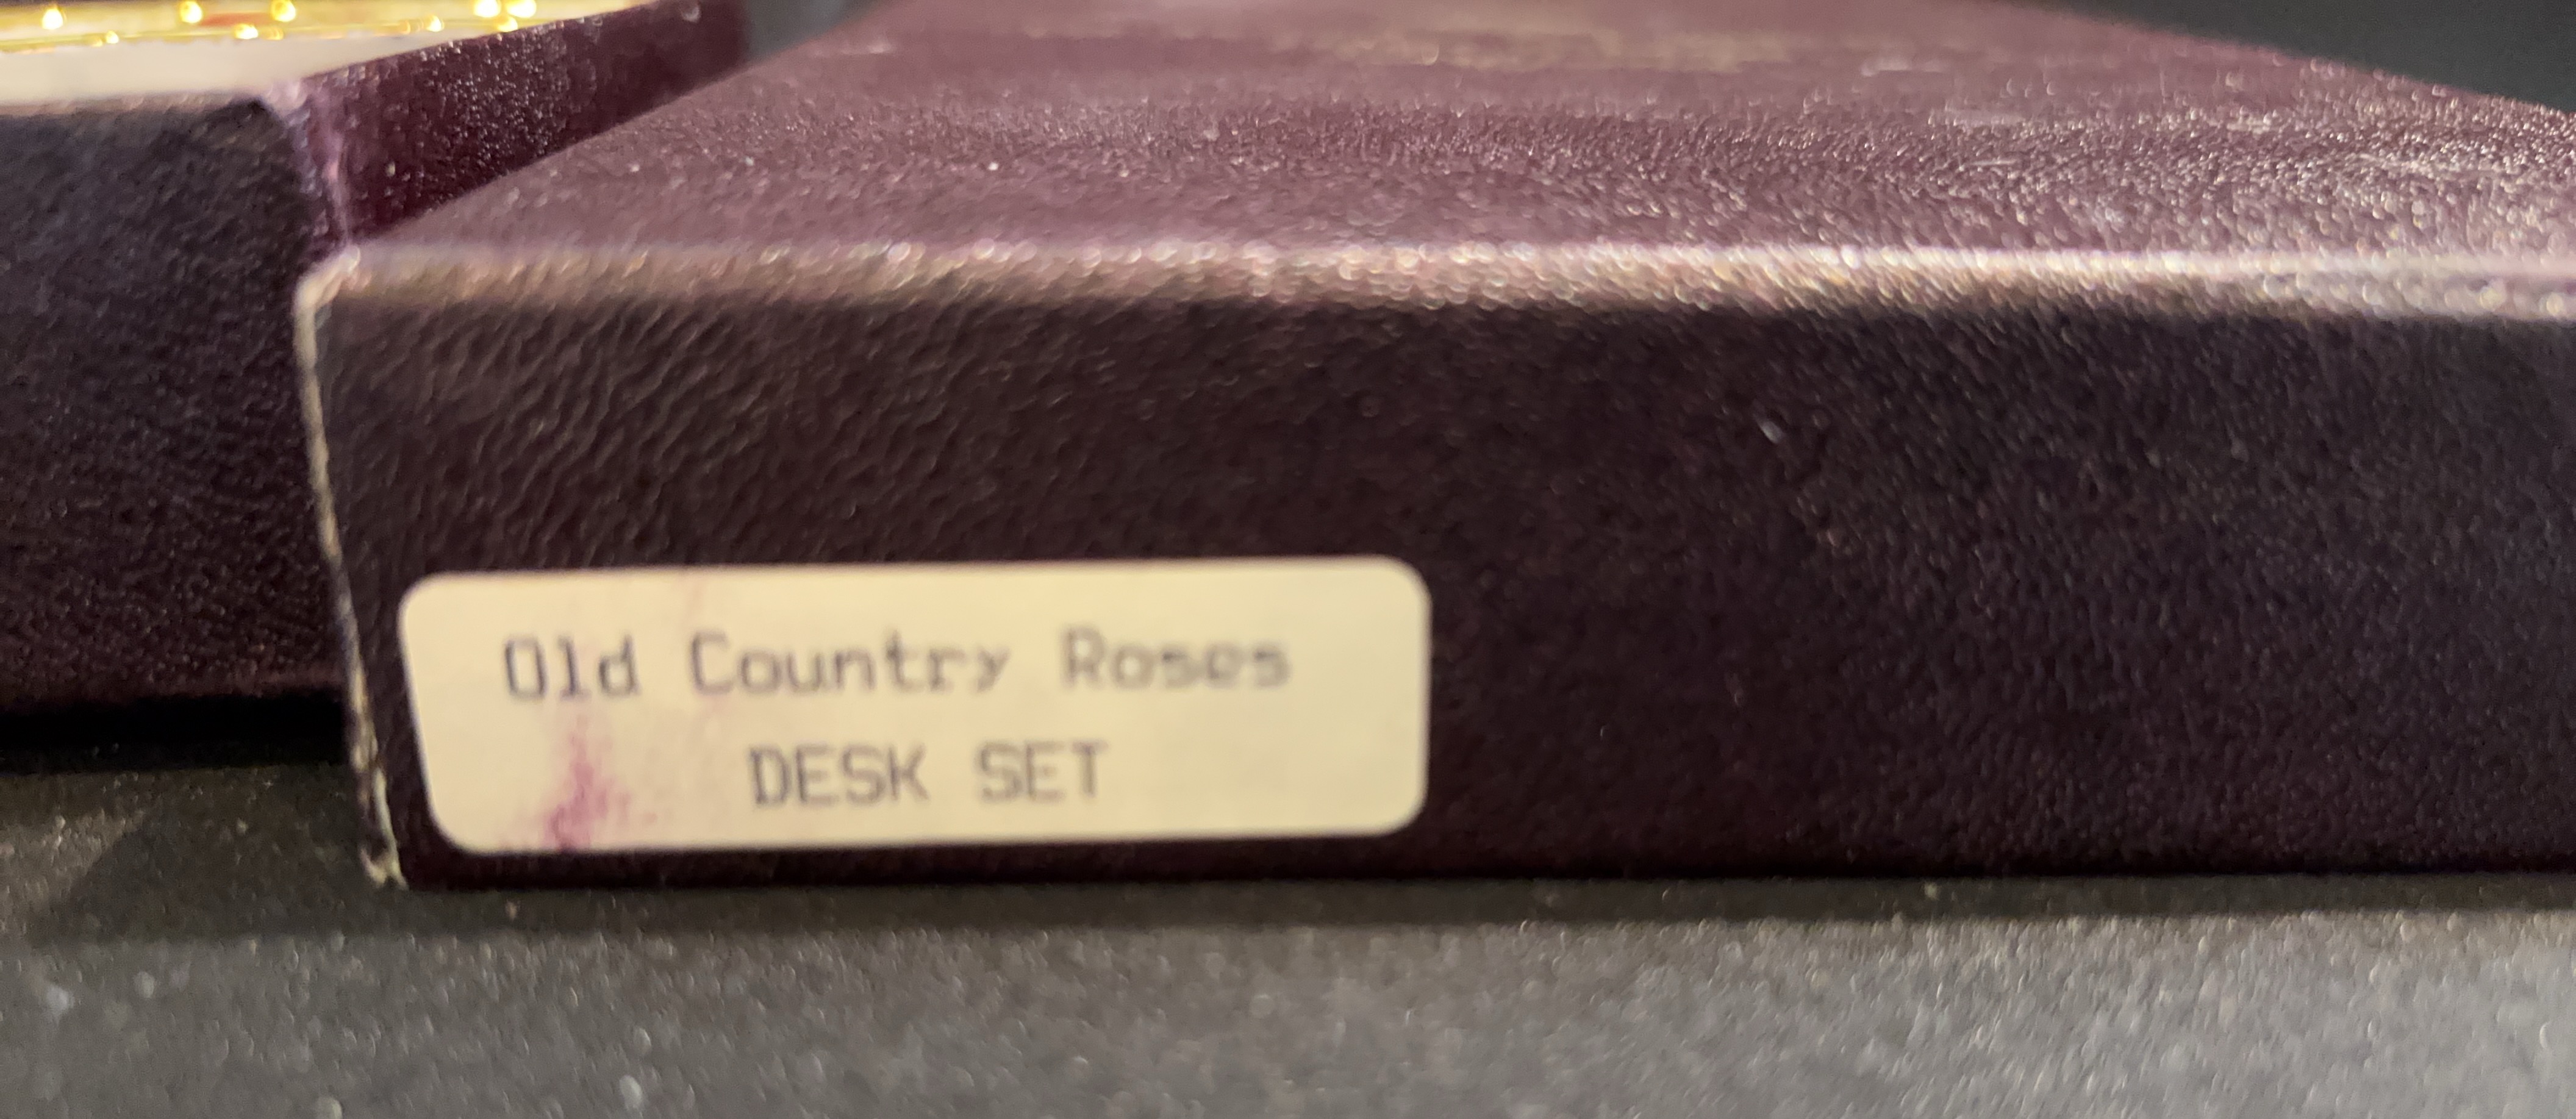 Old Country Roses
DESK SET